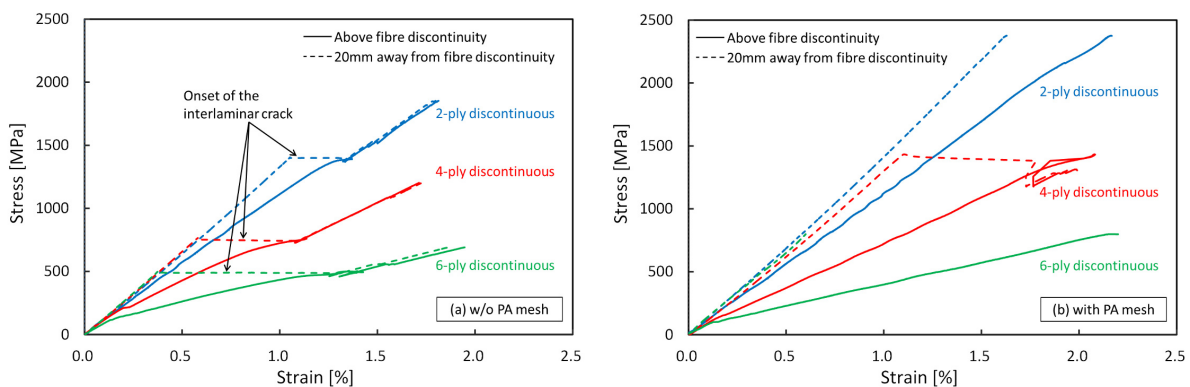 2500
2000
1500
1000
500
0
Stress [MPa]
0.0
0.5
1.0
1.5
2.0
2.5
Strain [%]
Above fibre discontinuity
20mm away from fibre discontinuity
Onset of the
interlaminar crack
2-ply discontinuous
4-ply discontinuous
6-ply discontinuous
(a) w/o PA mesh
2500
2000
1500
1000
500
0
Stress [MPa]
0.0
0.5
1.0
1.5
2.0
2.5
Strain [%]
Above fibre discontinuity
20mm away from fibre discontinuity
2-ply discontinuous
4-ply discontinuous
6-ply discontinuous
(b) with PA mesh